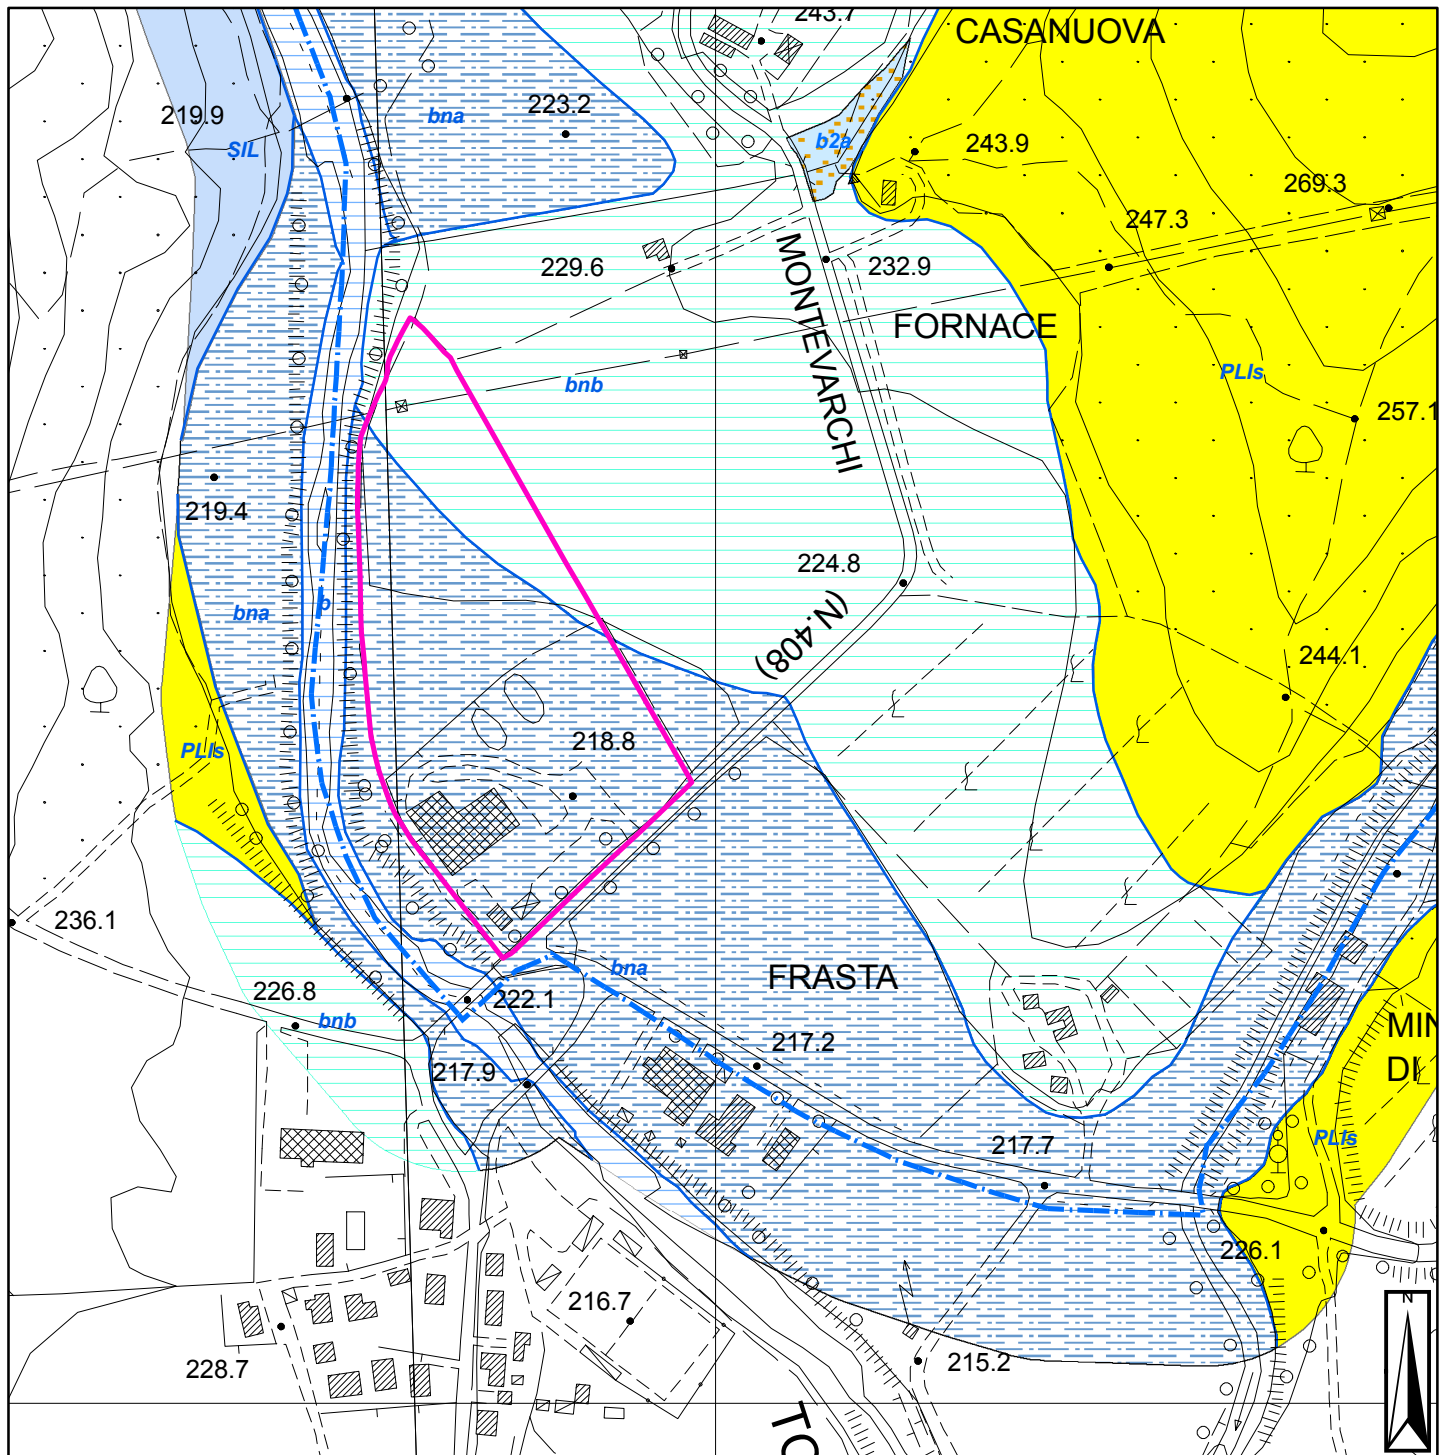 243.7
CASANUOVA
219.9
bna
223.2
SIL
b2a
243.9
269.3
247.3
229.6
232.9
MONTEVARCHI
FORNACE
bnb
PLIs
257.1
219.4
224.8
(N.408)
b
bna
244.1
PLIs
218.8
236.1
226.8
bnb
222.1
bna
FRASTA
217.9
217.2
MIN
DI
PLIs
217.7
226.1
216.7
228.7
215.2
N
TO